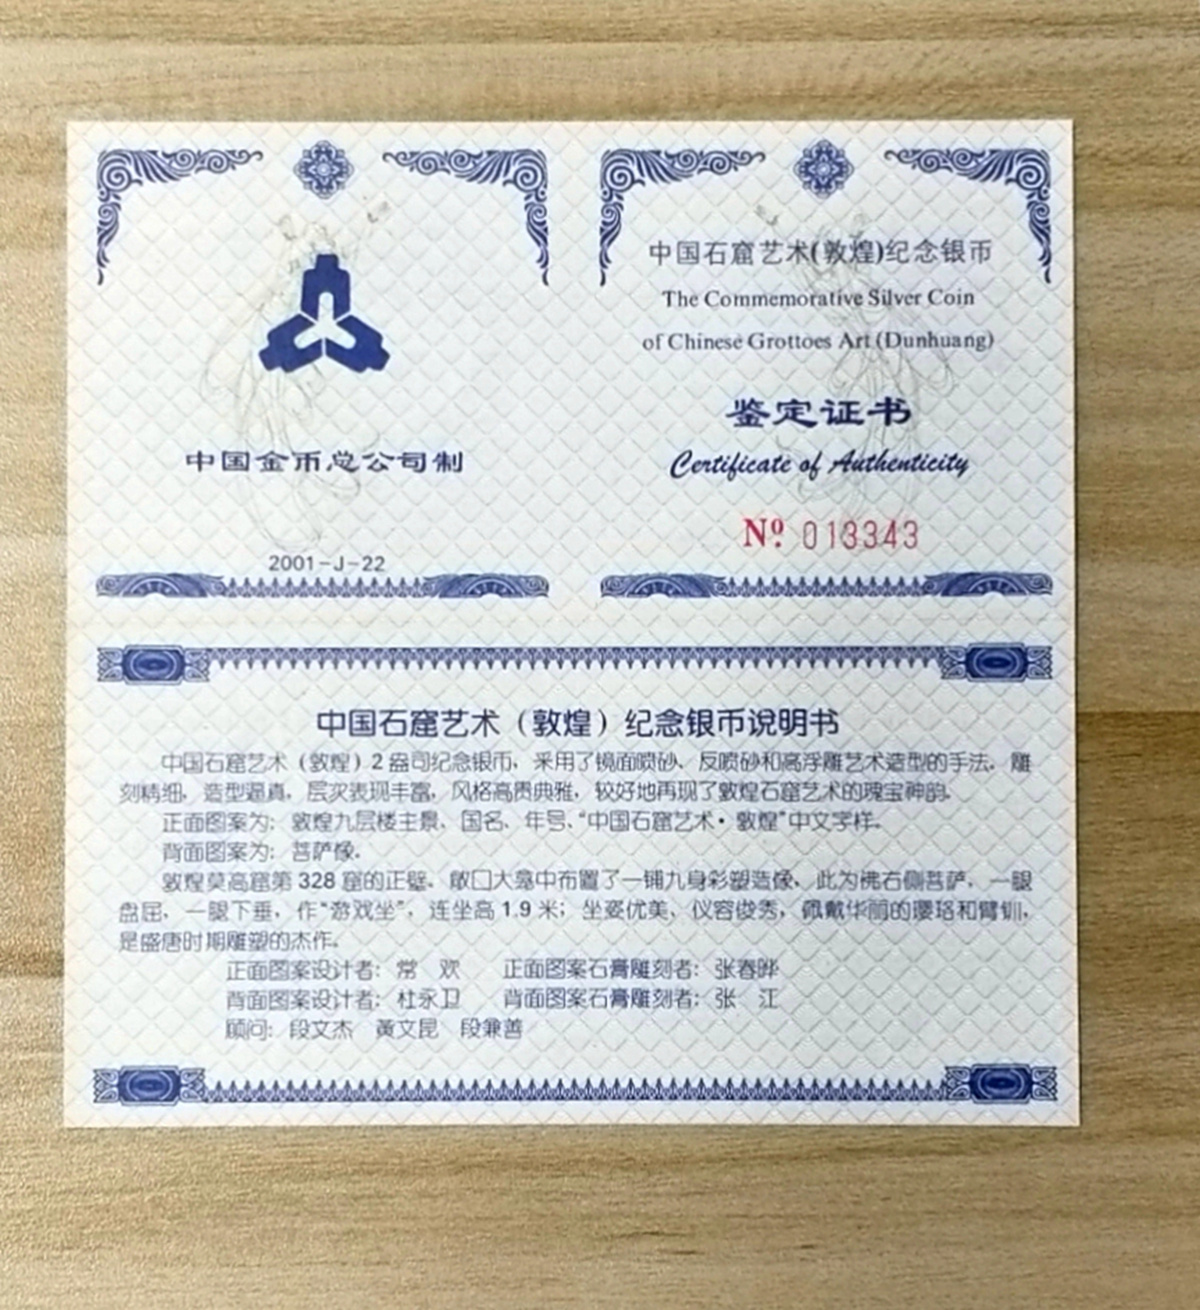 中国金币总公司制
2001-J-22
中国石窟艺术(敦煌)纪念银币
The Commemorative Silver Coin
of Chinese Grottoes Art (Dunhuang)
鉴定证书
Certificate of Authenticity
Nº 013343
中国石窟艺术（敦煌）纪念银币说明书
中国石窟艺术（敦煌）2盎司纪念银币，采用了镜面喷砂、反喷砂和高浮雕艺术造型的手法，雕
刻精细，造型逼真，层次表现丰富，风格高贵典雅，较好地再现了敦煌石窟艺术的瑰宝神韵。
正面图案为：敦煌九层楼主景、国名、年号、“中国石窟艺术·敦煌”中文字样。
背面图案为：菩萨像。
敦煌莫高窟第 328 窟的正壁，敞口大龛中布置了一铺九身彩塑造像，此为佛右侧菩萨，一腿
盘屈，一腿下垂，作“游戏坐”，连坐高1.9米；坐姿优美、仪容俊秀，佩戴华丽的璎珞和臂钏，
是盛唐时期雕塑的杰作。
正面图案设计者：常 欢 正面图案石膏雕刻者：张春晔
背面图案设计者：杜永卫 背面图案石膏雕刻者：张 江
顾问：段文杰 黄文昆 段兼善